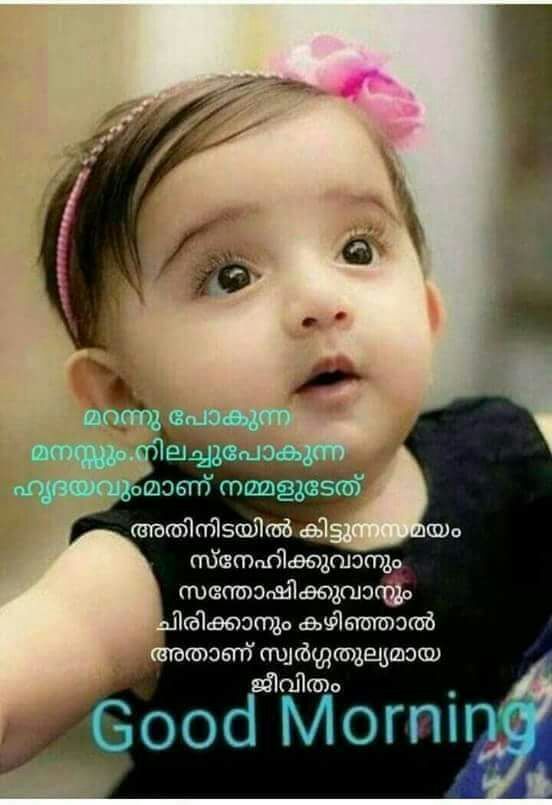 മറന്നു പോകുന്ന
മനസ്സും.നിലച്ചുപോകുന്ന
ഹൃദയവുംമാണ് നമ്മളുടേത്
അതിനിടയിൽ കിട്ടുന്നസമയം
സ്നേഹിക്കുവാനും
സന്തോഷിക്കുവാനും
ചിരിക്കാനും കഴിഞ്ഞാൽ
അതാണ് സ്വർഗ്ഗതുല്യമായ
ജീവിതം
Good Morning